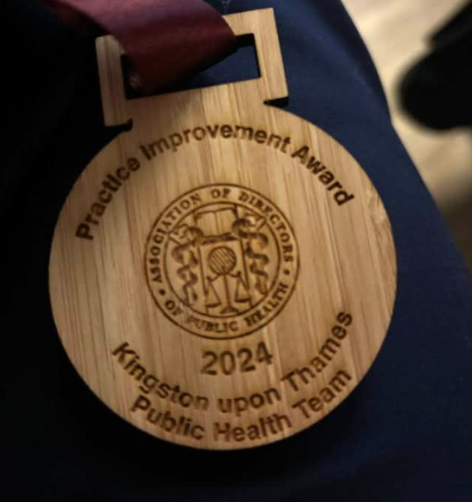 Practice Improvement Award
ASSOCIATION OF DIRECTORS
OF PUBLIC HEALTH
2024
Kingston upon Thames
Public Health Team